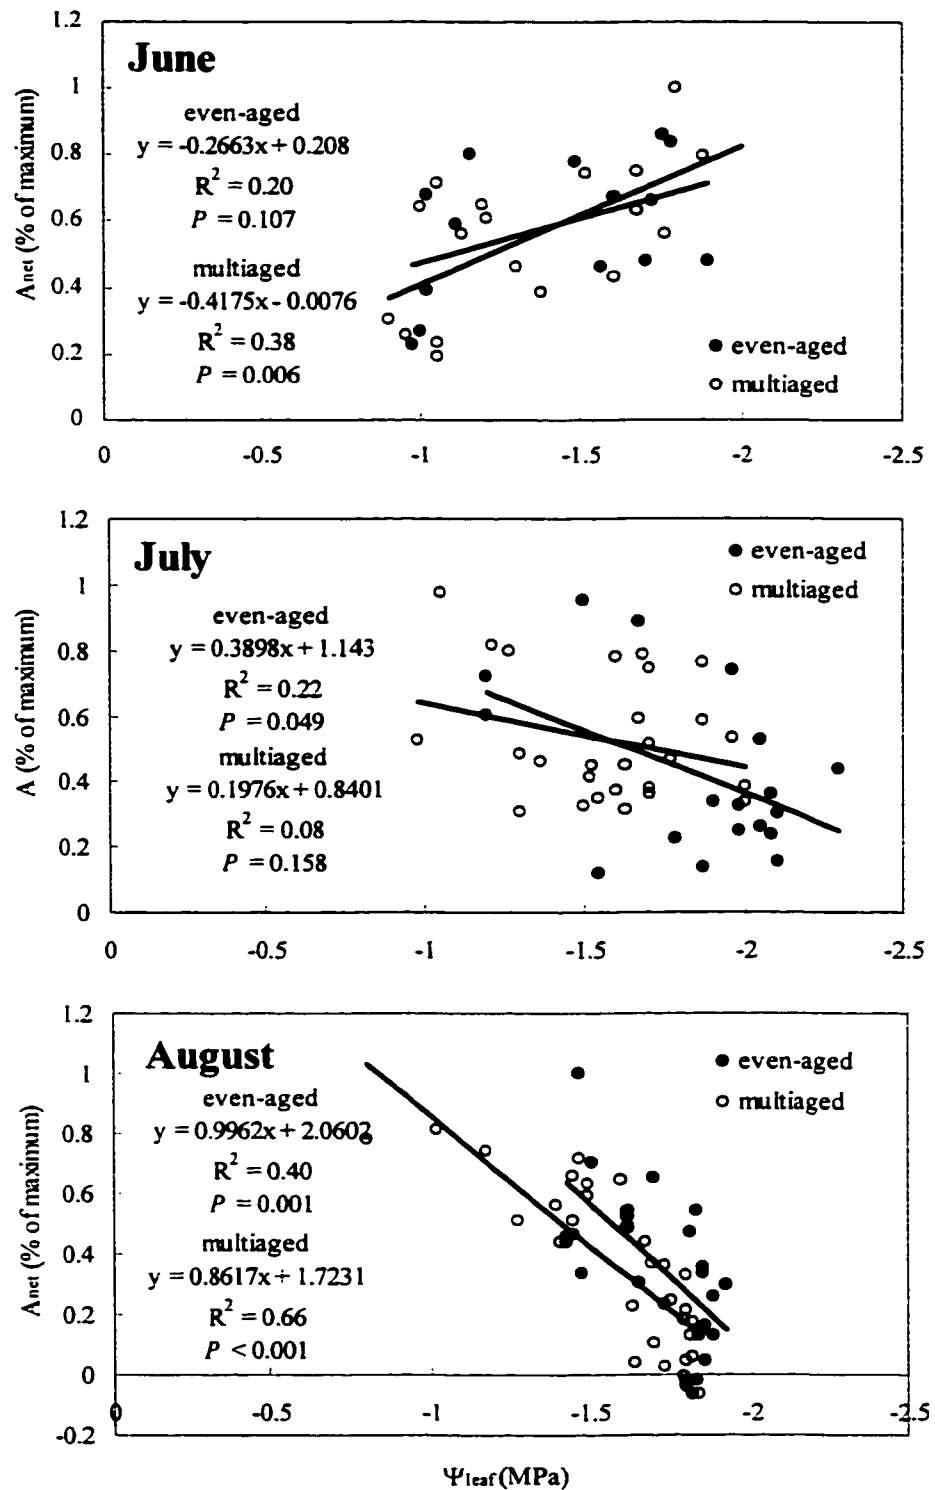 1.2
June
1
even-aged
y = -0.2663x + 0.208
0.8
R² = 0.20
P = 0.107
0.6
multiaged
y = -0.4175x - 0.0076
0.4
R² = 0.38
P = 0.006
even-aged
multiaged
0.2
0
Anet (% of maximum)
0 -0.5 -1 -1.5 -2 -2.5
1.2
July
even-aged
multiaged
1
even-aged
y = 0.3898x + 1.143
0.8
R² = 0.22
P = 0.049
0.6
multiaged
y = 0.1976x + 0.8401
0.4
R² = 0.08
P = 0.158
0.2
0
A (% of maximum)
0 -0.5 -1 -1.5 -2 -2.5
1.2
August
even-aged
multiaged
1
even-aged
y = 0.9962x + 2.0602
0.8
R² = 0.40
P = 0.001
0.6
multiaged
y = 0.8617x + 1.7231
0.4
R² = 0.66
P < 0.001
0.2
0
-0.2
Anet (% of maximum)
0 -0.5 -1 -1.5 -2 -2.5
Ψleaf (MPa)